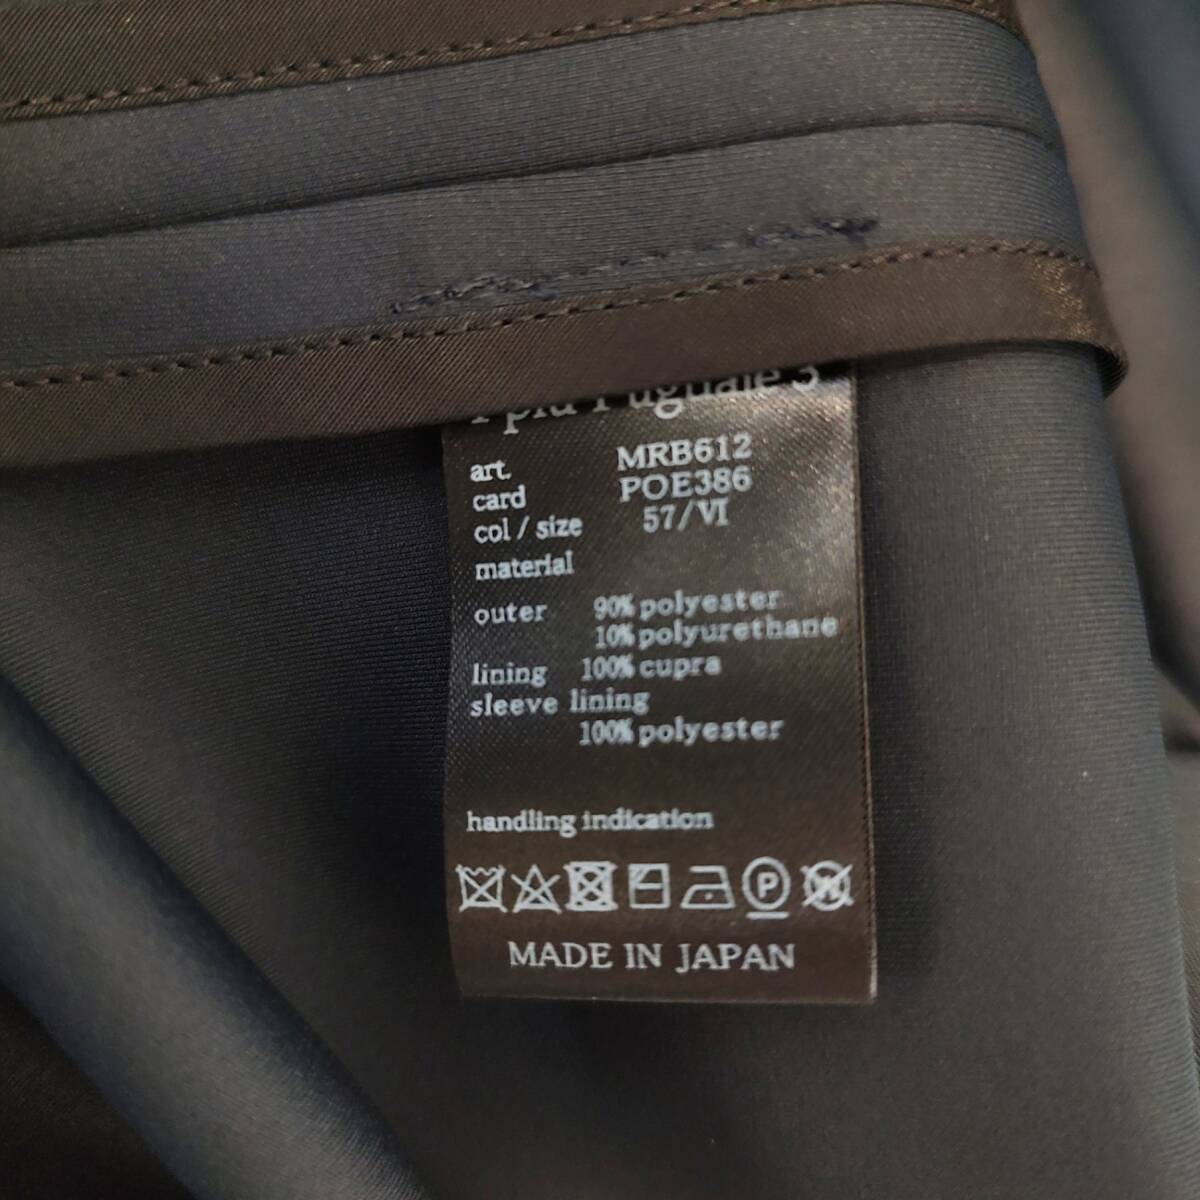 art. MRB612
card POE386
col / size 57/VI
material
outer 90% polyester
10% polyurethane
lining 100% cupra
sleeve lining
100% polyester
handling indication
P W
MADE IN JAPAN